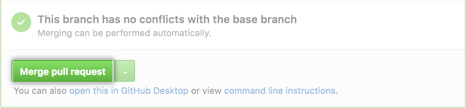 This branch has no conflicts with the base branch
Merging can be performed automatically.
Merge pull request
You can also open this in GitHub Desktop or view command line instructions.